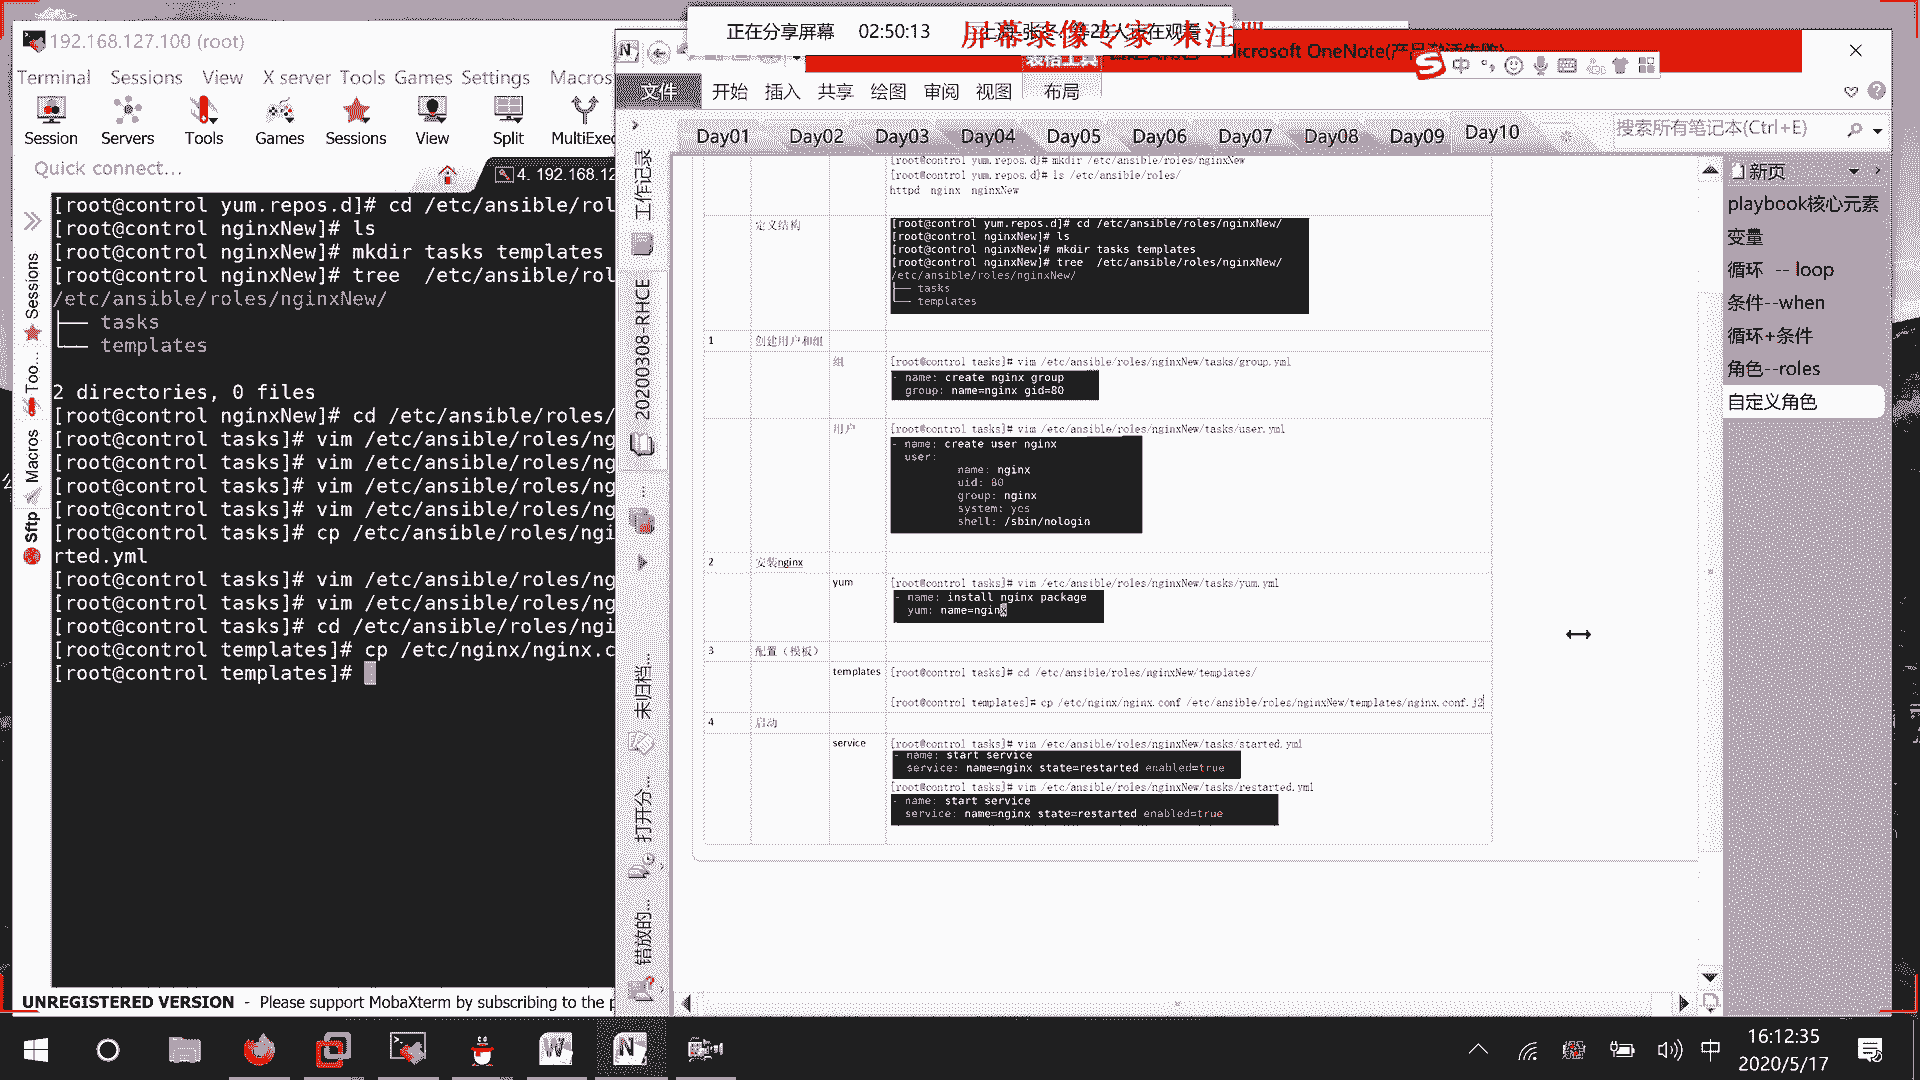 192.168.127.100 (root)
正在分享屏幕 02:50:13
屏幕录像专家 未注册
Microsoft OneNote(产品激活失败)
Terminal Sessions View X server Tools Games Settings Macros
Session Servers Tools Games Sessions View Split MultiExec
Quick connect...
4. 192.168.12
文件 开始 插入 共享 绘图 审阅 视图 布局
Day01 Day02 Day03 Day04 Day05 Day06 Day07 Day08 Day09 Day10
搜索所有笔记本(Ctrl+E)
Sessions
Too...
Macros
Sftp
[root@control yum.repos.d]# cd /etc/ansible/rol
[root@control nginxNew]# ls
[root@control nginxNew]# mkdir tasks templates
[root@control nginxNew]# tree  /etc/ansible/rol
/etc/ansible/roles/nginxNew/
├── tasks
└── templates
2 directories, 0 files
[root@control nginxNew]# cd /etc/ansible/roles/
[root@control tasks]# vim /etc/ansible/roles/ng
[root@control tasks]# vim /etc/ansible/roles/ng
[root@control tasks]# vim /etc/ansible/roles/ng
[root@control tasks]# vim /etc/ansible/roles/ng
[root@control tasks]# cp /etc/ansible/roles/ngi
rted.yml
[root@control tasks]# vim /etc/ansible/roles/ng
[root@control tasks]# vim /etc/ansible/roles/ng
[root@control tasks]# cd /etc/ansible/roles/ngi
[root@control templates]# cp /etc/nginx/nginx.c
[root@control templates]#
工作记录
20200308-RHCE
...
未归档...
打开分...
错放的...
[root@control yum.repos.d]# mkdir /etc/ansible/roles/nginxNew
[root@control yum.repos.d]# ls /etc/ansible/roles/
httpd nginx nginxNew
定义结构
[root@control yum.repos.d]# cd /etc/ansible/roles/nginxNew/
[root@control nginxNew]# ls
[root@control nginxNew]# mkdir tasks templates
[root@control nginxNew]# tree  /etc/ansible/roles/nginxNew/
/etc/ansible/roles/nginxNew/
├── tasks
└── templates
1 创建用户和组
组 [root@control tasks]# vim /etc/ansible/roles/nginxNew/tasks/group.yml
- name: create nginx group
group: name=nginx gid=80
用户 [root@control tasks]# vim /etc/ansible/roles/nginxNew/tasks/user.yml
- name: create user nginx
user:
name: nginx
uid: 80
group: nginx
system: yes
shell: /sbin/nologin
2 安装nginx
yum [root@control tasks]# vim /etc/ansible/roles/nginxNew/tasks/yum.yml
- name: install nginx package
yum: name=nginx
3 配置（模板）
templates [root@control tasks]# cd /etc/ansible/roles/nginxNew/templates/
[root@control templates]# cp /etc/nginx/nginx.conf /etc/ansible/roles/nginxNew/templates/nginx.conf.j2
4 启动
service [root@control tasks]# vim /etc/ansible/roles/nginxNew/tasks/started.yml
- name: start service
service: name=nginx state=restarted enabled=true
[root@control tasks]# vim /etc/ansible/roles/nginxNew/tasks/restarted.yml
- name: start service
service: name=nginx state=restarted enabled=true
新页
playbook核心元素
变量
循环 -- loop
条件--when
循环+条件
角色--roles
自定义角色
UNREGISTERED VERSION - Please support MobaXterm by subscribing to the p
中
16:12:35
2020/5/17